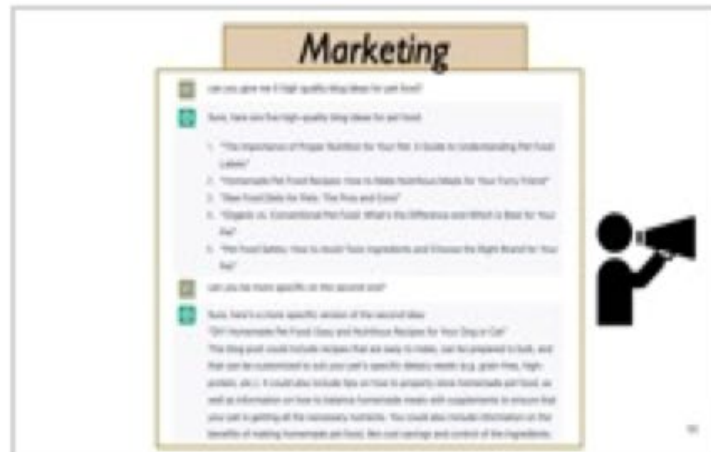 Marketing
can you give me 5 high quality blog ideas for pet food?
Sure, here are five high-quality blog ideas for pet food:
1. "The Importance of Proper Nutrition for Your Pet: A Guide to Understanding Pet Food
Labels"
2. "Homemade Pet Food Recipes: How to Make Nutritious Meals for Your Furry Friend"
3. "Raw Food Diets for Pets: The Pros and Cons"
4. "Organic vs. Conventional Pet Food: What's the Difference and Which is Best for Your
Pet"
5. "Pet Food Safety: How to Avoid Toxic Ingredients and Choose the Right Brand for Your
Pet"
can you be more specific on the second one?
Sure, here's a more specific version of the second idea:
"DIY Homemade Pet Food: Easy and Nutritious Recipes for Your Dog or Cat"
This blog post could include recipes that are easy to make, can be prepared in bulk, and
that can be customized to suit your pet's specific dietary needs (e.g. grain-free, high-
protein, etc.). It could also include tips on how to properly store homemade pet food, as
well as information on how to balance homemade meals with supplements to ensure that
your pet is getting all the necessary nutrients. You could also include information on the
benefits of making homemade pet food, like cost savings and control of the ingredients.